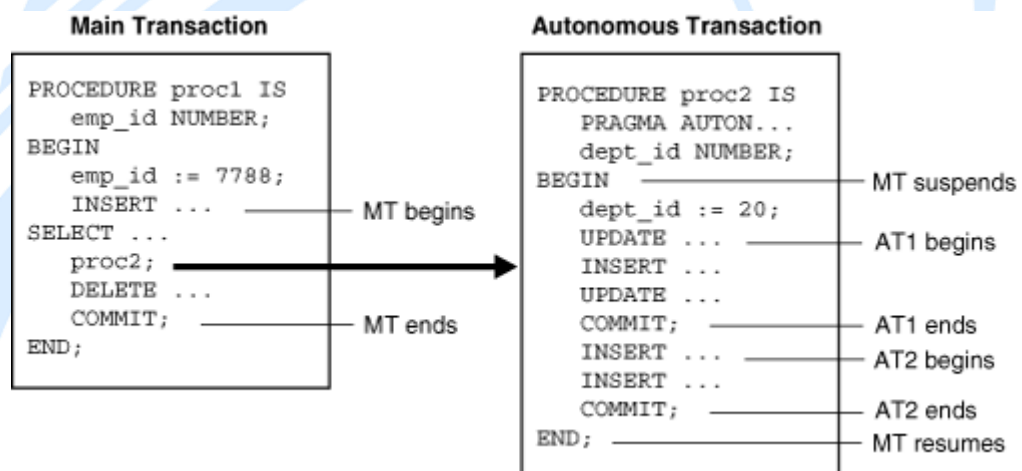 Main Transaction
PROCEDURE proc1 IS
emp_id NUMBER;
BEGIN
emp_id := 7788;
INSERT ...
MT begins
SELECT ...
proc2;
DELETE ...
COMMIT;
MT ends
END;
Autonomous Transaction
PROCEDURE proc2 IS
PRAGMA AUTON...
dept_id NUMBER;
BEGIN
MT suspends
dept_id := 20;
UPDATE ...
AT1 begins
INSERT ...
UPDATE ...
COMMIT;
AT1 ends
INSERT ...
AT2 begins
INSERT ...
COMMIT;
AT2 ends
END;
MT resumes